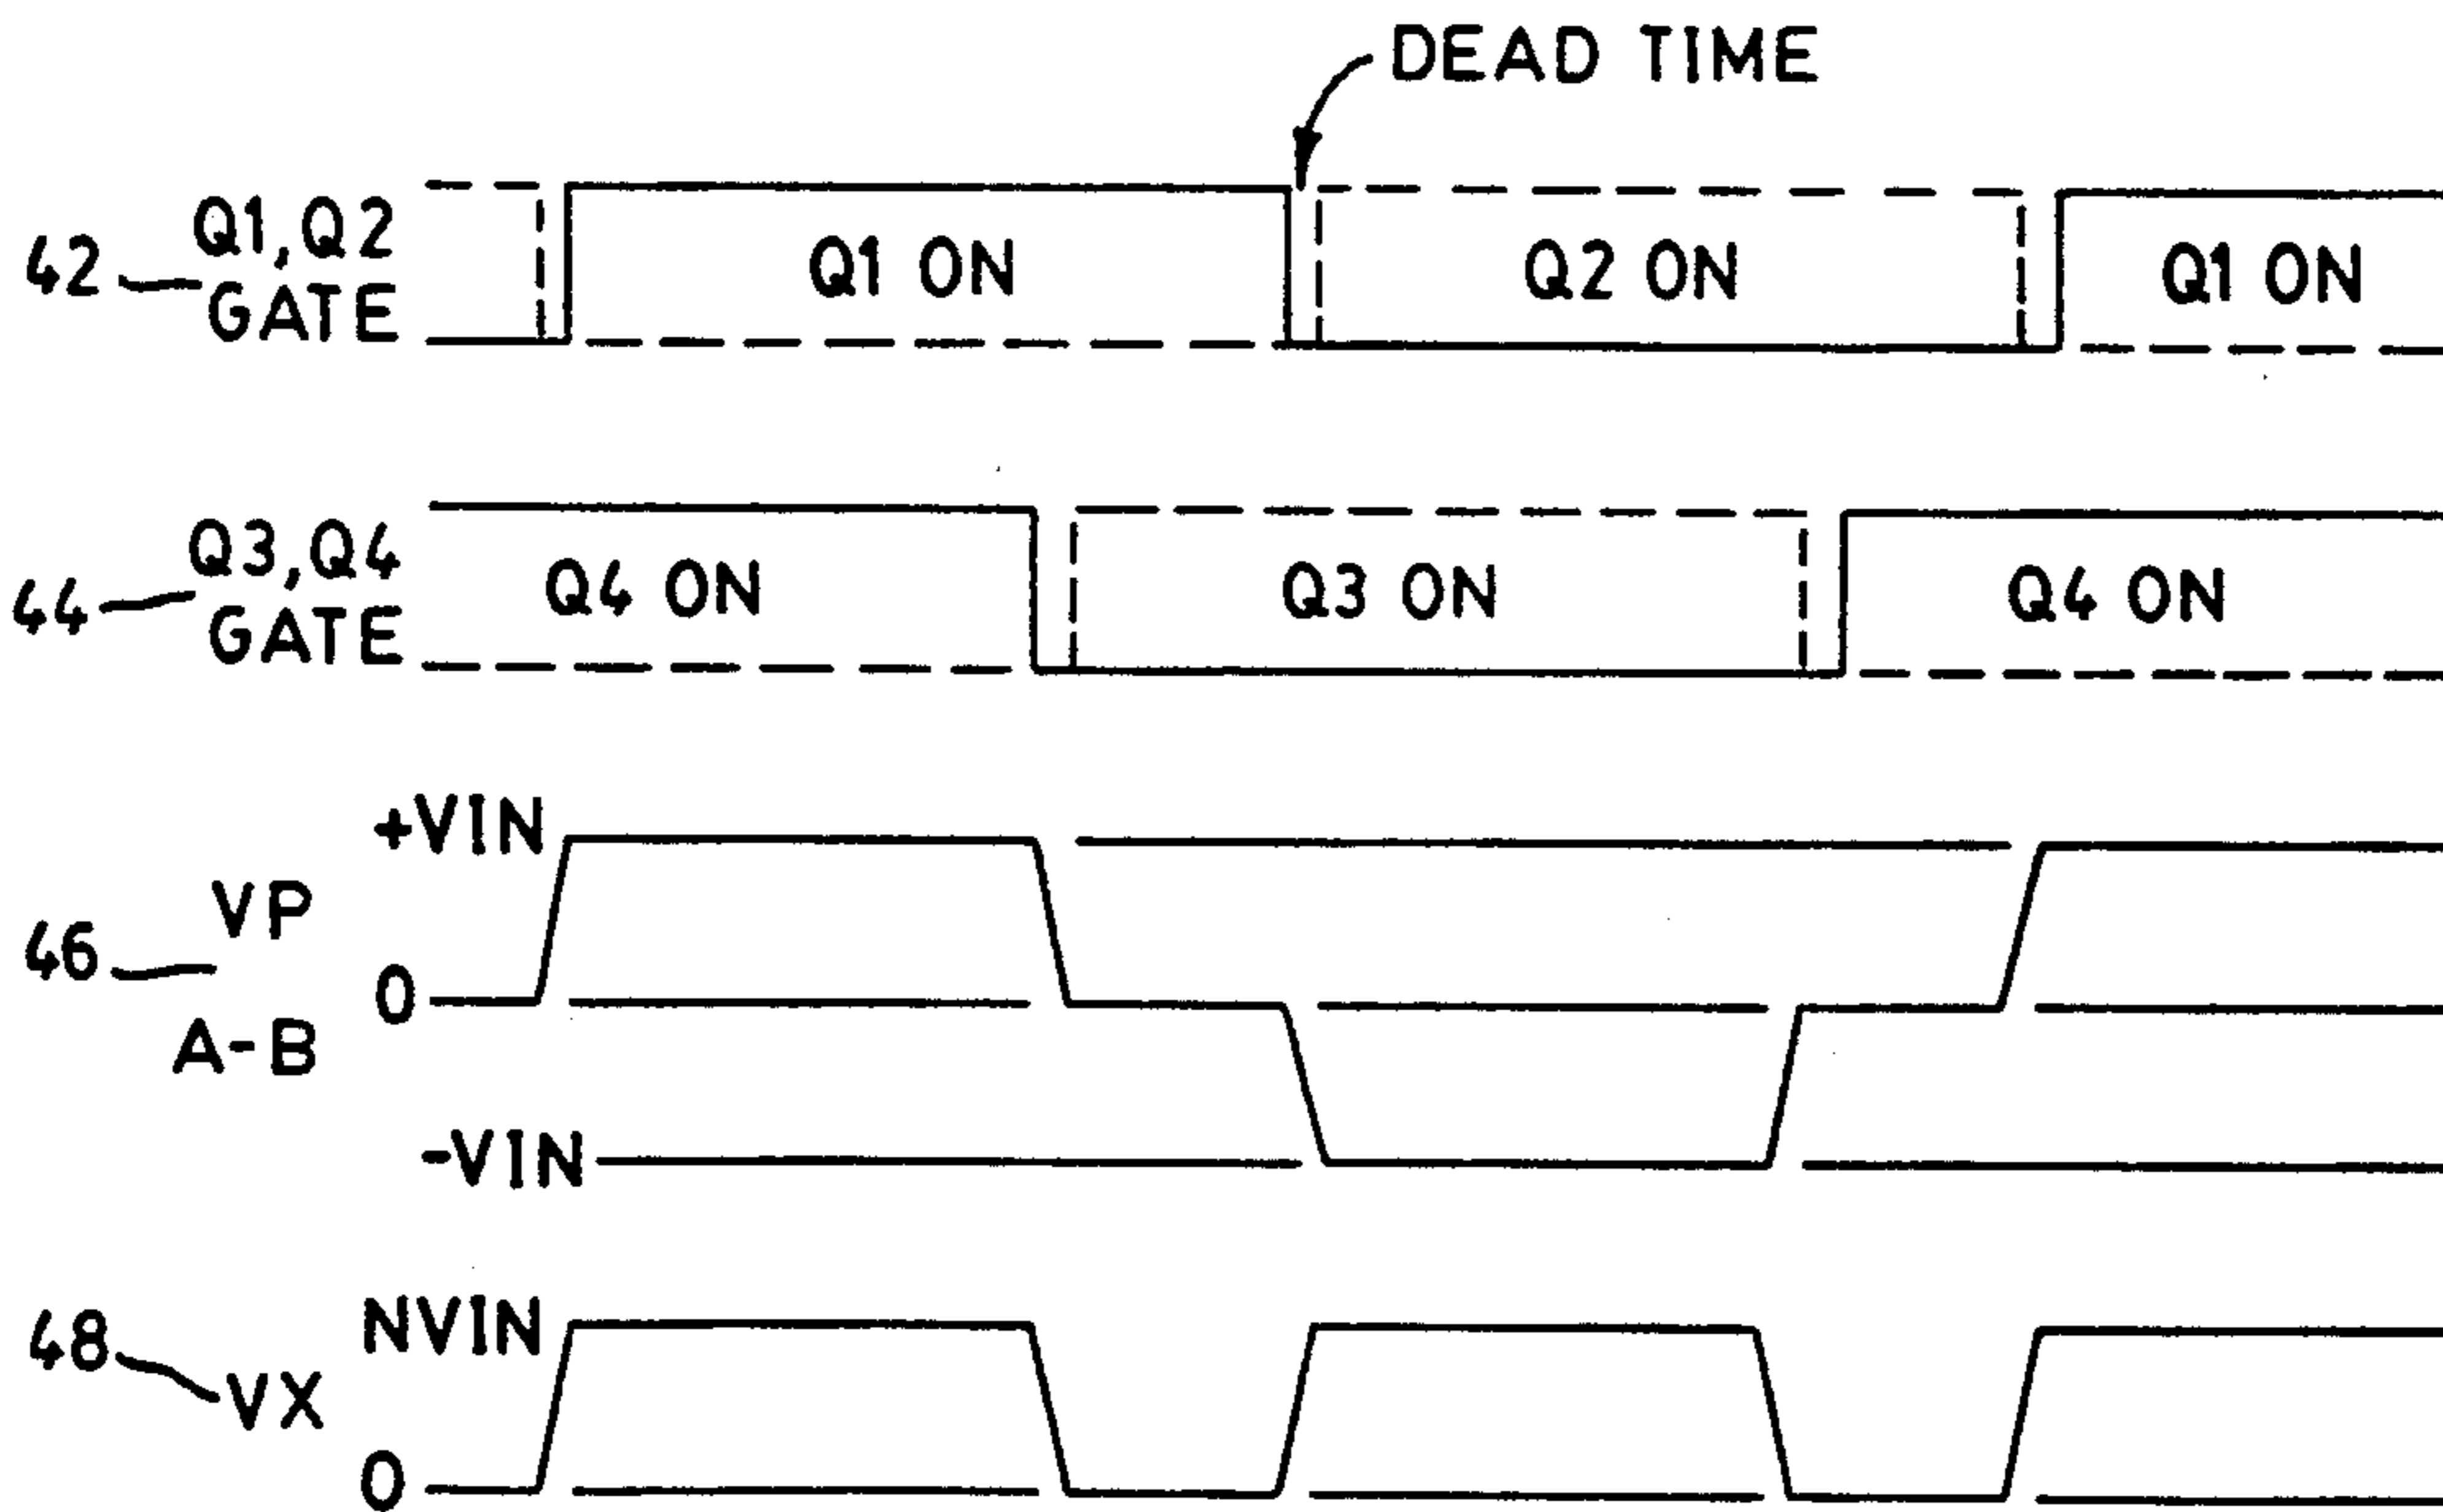 DEAD TIME
42 Q1,Q2
GATE
Q1 ON
Q2 ON
Q1 ON
44 Q3,Q4
GATE
Q4 ON
Q3 ON
Q4 ON
+VIN
46 VP
0
A-B
-VIN
NVIN
48 VX
0